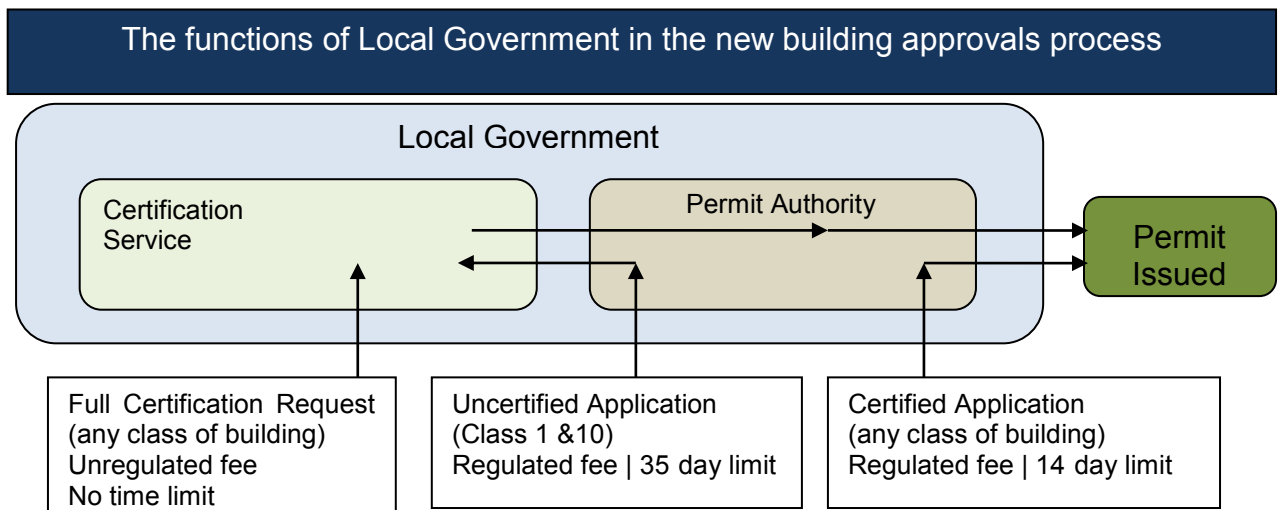 The functions of Local Government in the new building approvals process
Local Government
Certification
Service
Permit Authority
Permit
Issued
Full Certification Request
(any class of building)
Unregulated fee
No time limit
Uncertified Application
(Class 1 &10)
Regulated fee | 35 day limit
Certified Application
(any class of building)
Regulated fee | 14 day limit